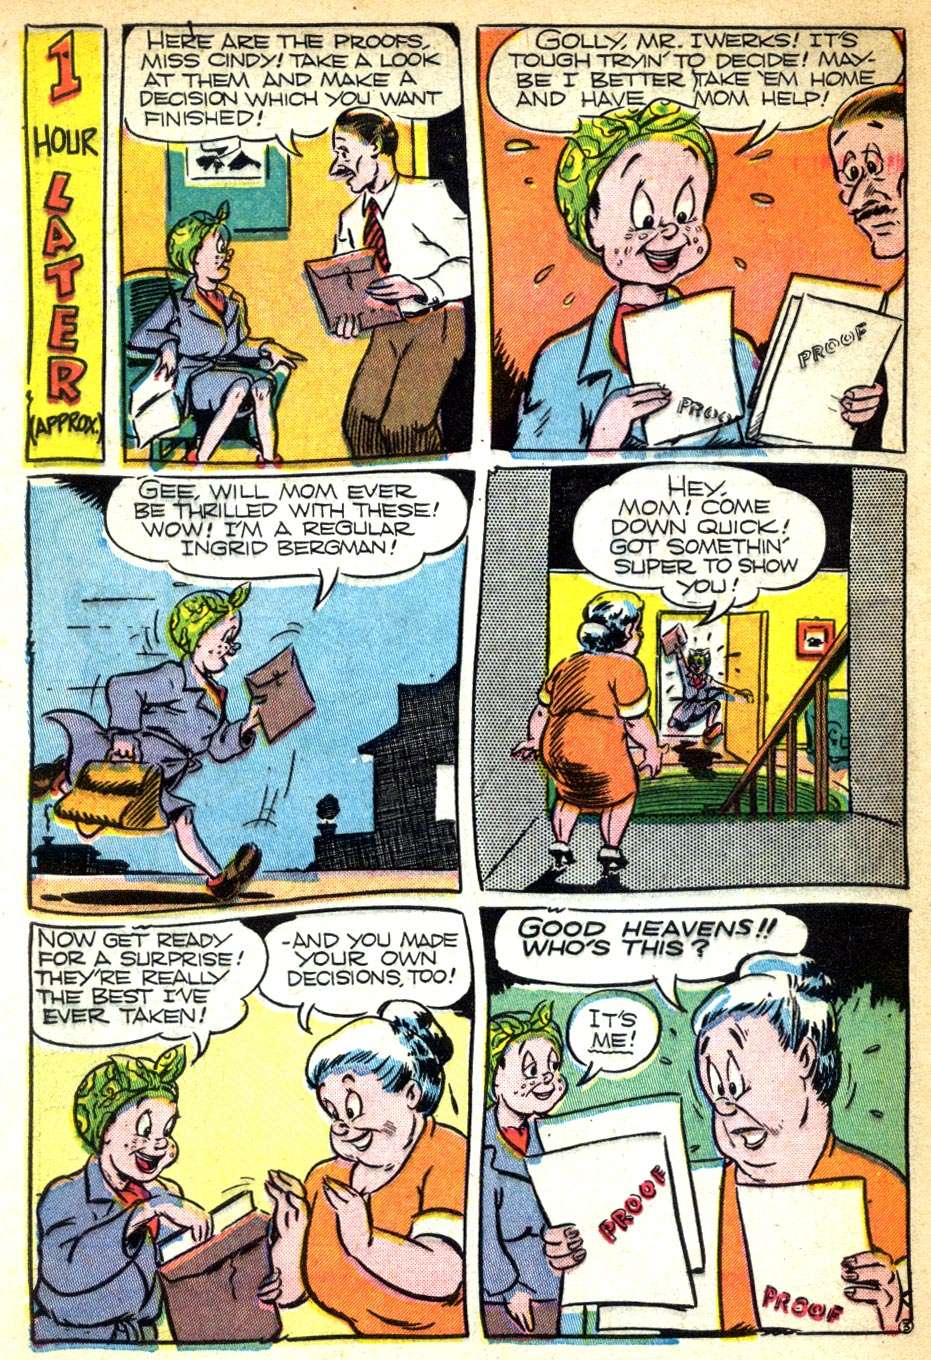 1
HOUR
LATER
(APPROX.)
HERE ARE THE PROOFS,
MISS CINDY! TAKE A LOOK
AT THEM AND MAKE A
DECISION WHICH YOU WANT
FINISHED!
GOLLY, MR. IWERKS! IT'S
TOUGH TRYIN' TO DECIDE! MAY-
BE I BETTER TAKE 'EM HOME
AND HAVE MOM HELP!
PROOF
PROOF
GEE, WILL MOM EVER
BE THRILLED WITH THESE!
WOW! I'M A REGULAR
INGRID BERGMAN!
HEY,
MOM! COME
DOWN QUICK!
GOT SOMETHIN'
SUPER TO SHOW
YOU!
NOW GET READY
FOR A SURPRISE!
THEY'RE REALLY
THE BEST I'VE
EVER TAKEN!
-AND YOU MADE
YOUR OWN
DECISIONS, TOO!
GOOD HEAVENS!!
WHO'S THIS?
IT'S
ME!
PROOF
PROOF
3